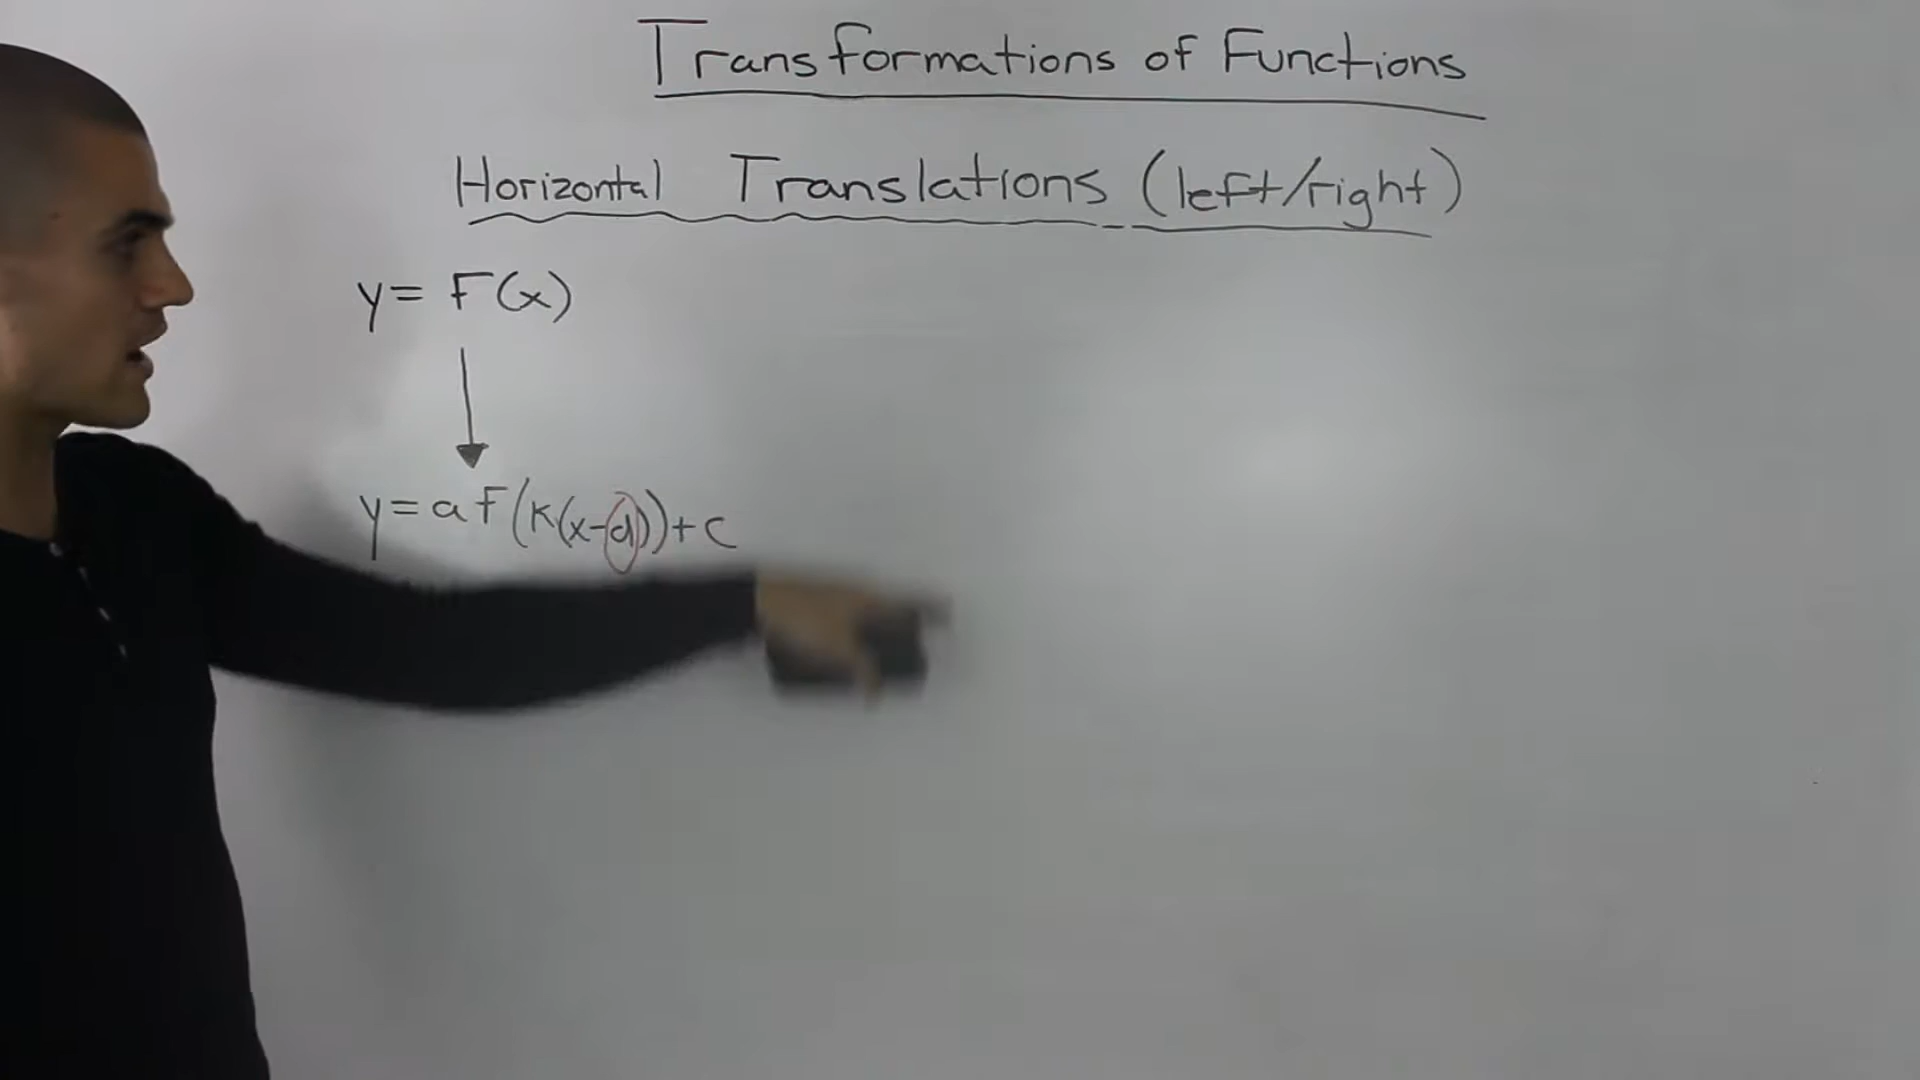 Transformations of Functions
Horizontal Translations (left/right)
y = F(x)
y = a F(K(x-d))+c